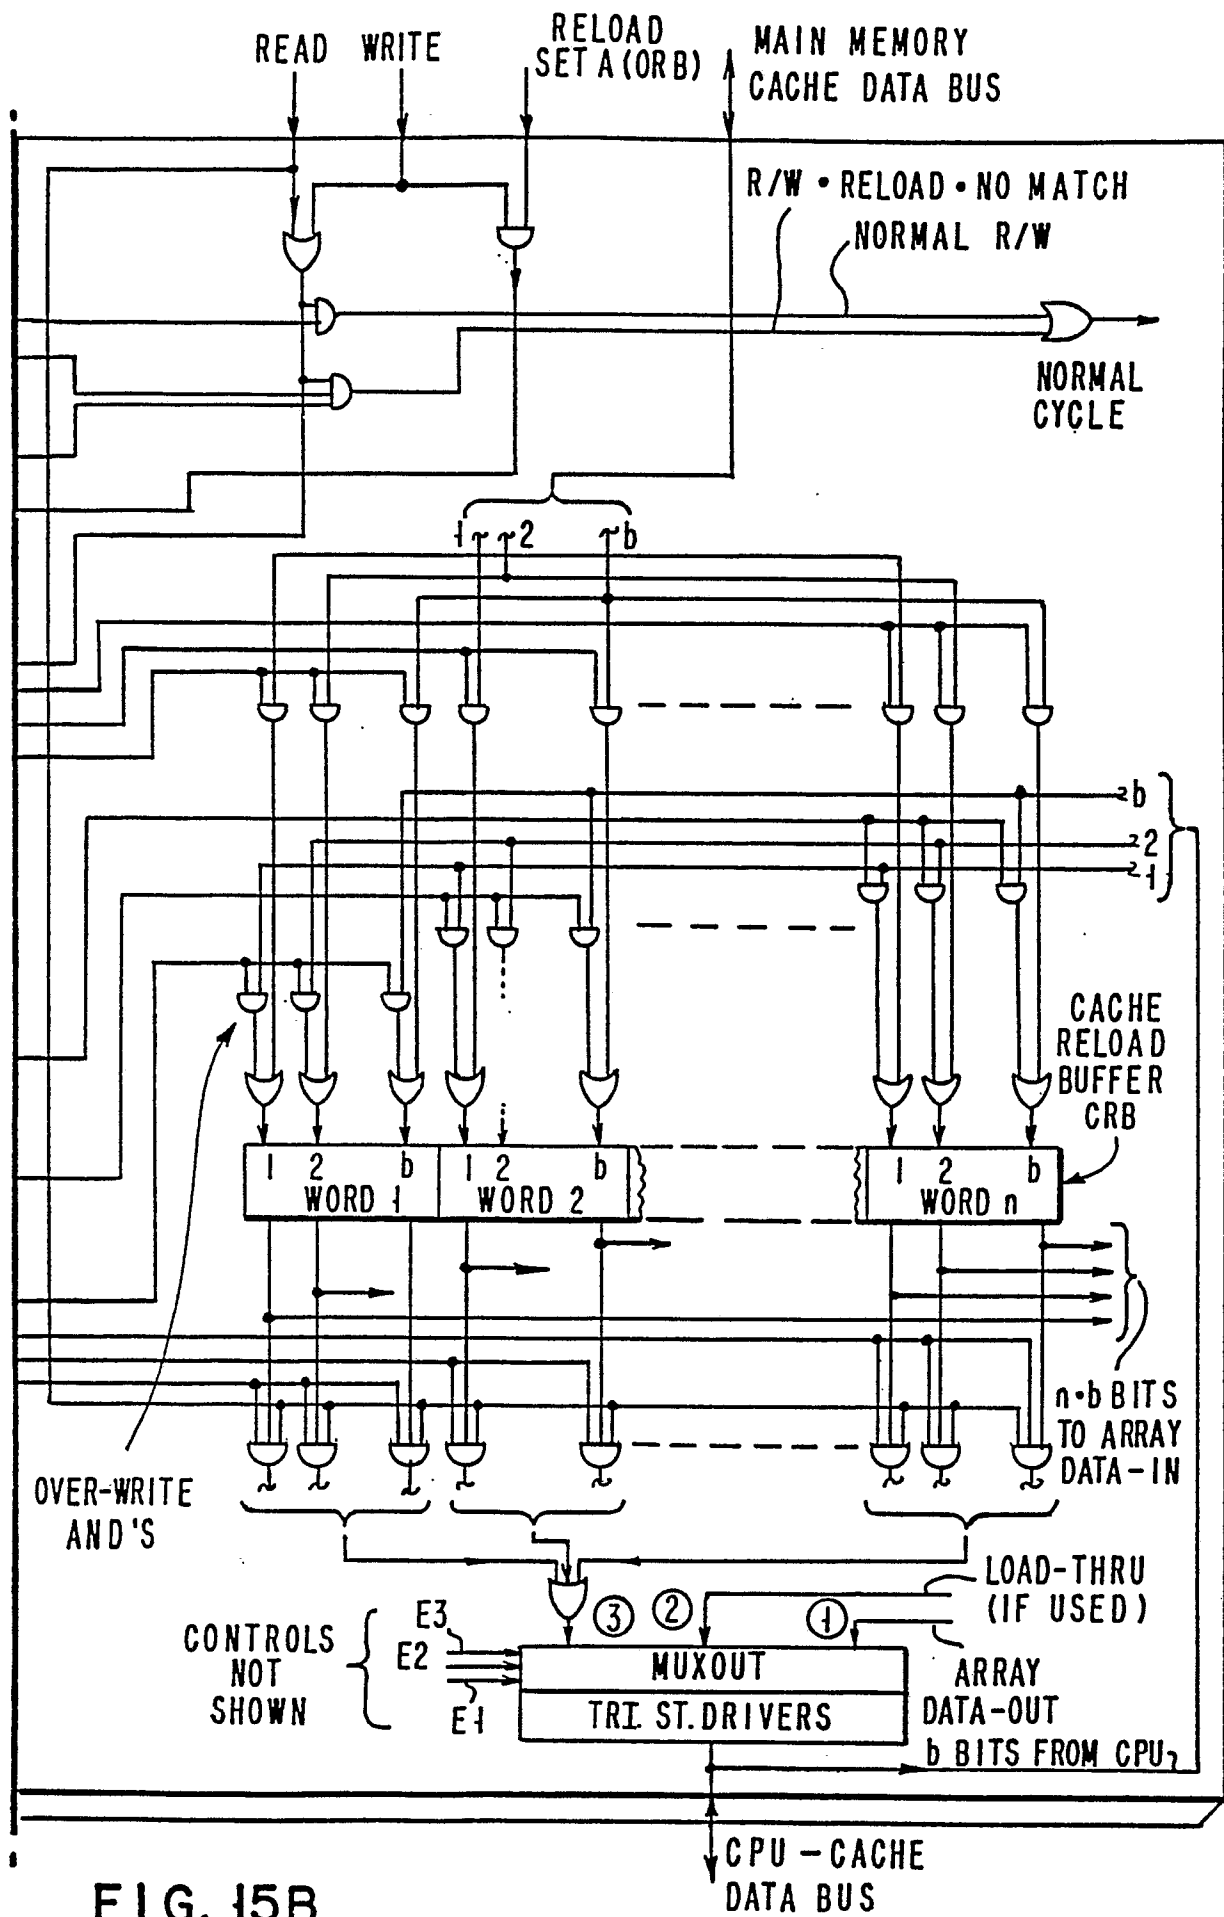 READ WRITE
RELOAD
SET A (OR B)
MAIN MEMORY
CACHE DATA BUS
R/W • RELOAD • NO MATCH
NORMAL R/W
NORMAL
CYCLE
1 2 b
b
2
1
CACHE
RELOAD
BUFFER
CRB
1 2 b
WORD 1
1 2 b
WORD 2
1 2 b
WORD n
n•b BITS
TO ARRAY
DATA-IN
OVER-WRITE
AND'S
LOAD-THRU
(IF USED)
3 2 1
CONTROLS
NOT
SHOWN
E3
E2
E1
MUXOUT
TRI. ST. DRIVERS
ARRAY
DATA-OUT
b BITS FROM CPU
CPU - CACHE
DATA BUS
FIG. 15B